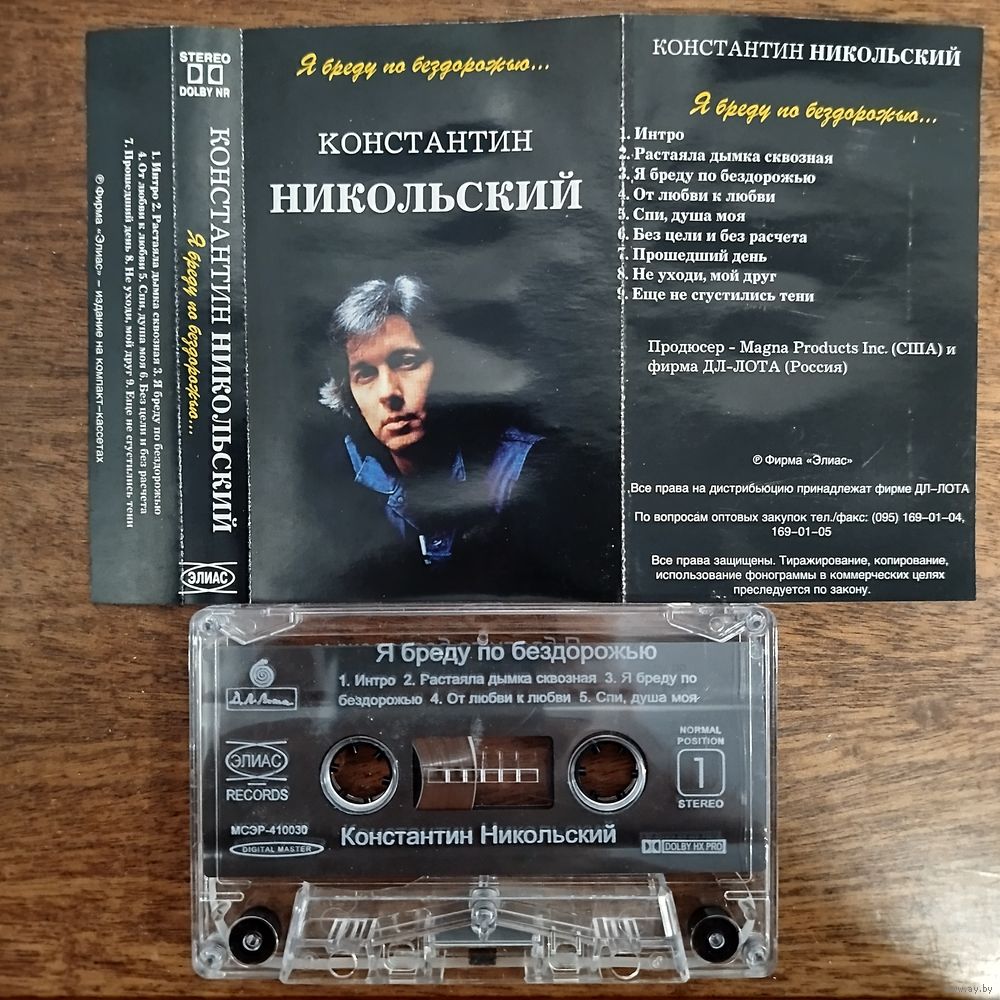 STEREO
DOLBY NR
КОНСТАНТИН НИКОЛЬСКИЙ
Я бреду по бездорожью...
ЭЛИАС
1. Интро 2. Растаяла дымка сквозная 3. Я бреду по бездорожью
4. От любви к любви 5. Спи, душа моя 6. Без цели и без расчета
7. Прошедший день 8. Не уходи, мой друг 9. Еще не сгустились тени
℗ Фирма «Элиас» – издание на компакт-кассетах
Я бреду по бездорожью...
КОНСТАНТИН
НИКОЛЬСКИЙ
КОНСТАНТИН НИКОЛЬСКИЙ
Я бреду по бездорожью...
1. Интро
2. Растаяла дымка сквозная
3. Я бреду по бездорожью
4. От любви к любви
5. Спи, душа моя
6. Без цели и без расчета
7. Прошедший день
8. Не уходи, мой друг
9. Еще не сгустились тени
Продюсер - Magna Products Inc. (США) и
фирма ДЛ-ЛОТА (Россия)
℗ Фирма «Элиас»
Все права на дистрибьюцию принадлежат фирме ДЛ-ЛОТА
По вопросам оптовых закупок тел./факс: (095) 169-01-04,
169-01-05
Все права защищены. Тиражирование, копирование,
использование фонограммы в коммерческих целях
преследуется по закону.
Я бреду по бездорожью
1. Интро 2. Растаяла дымка сквозная 3. Я бреду по
бездорожью 4. От любви к любви 5. Спи, душа моя
Д.Л.Лота
ЭЛИАС
RECORDS
МСЭР-410030
DIGITAL MASTER
NORMAL
POSITION
1
STEREO
Константин Никольский
DOLBY HX PRO
www.ay.by